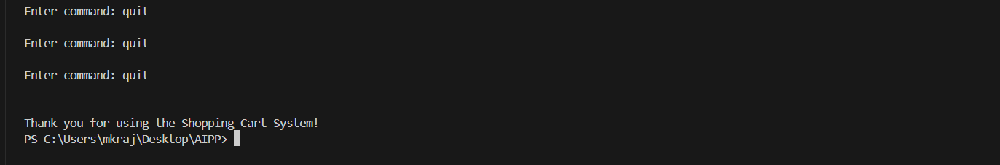 Enter command: quit
Enter command: quit
Enter command: quit
Thank you for using the Shopping Cart System!
PS C:\Users\mkraj\Desktop\AIPP>